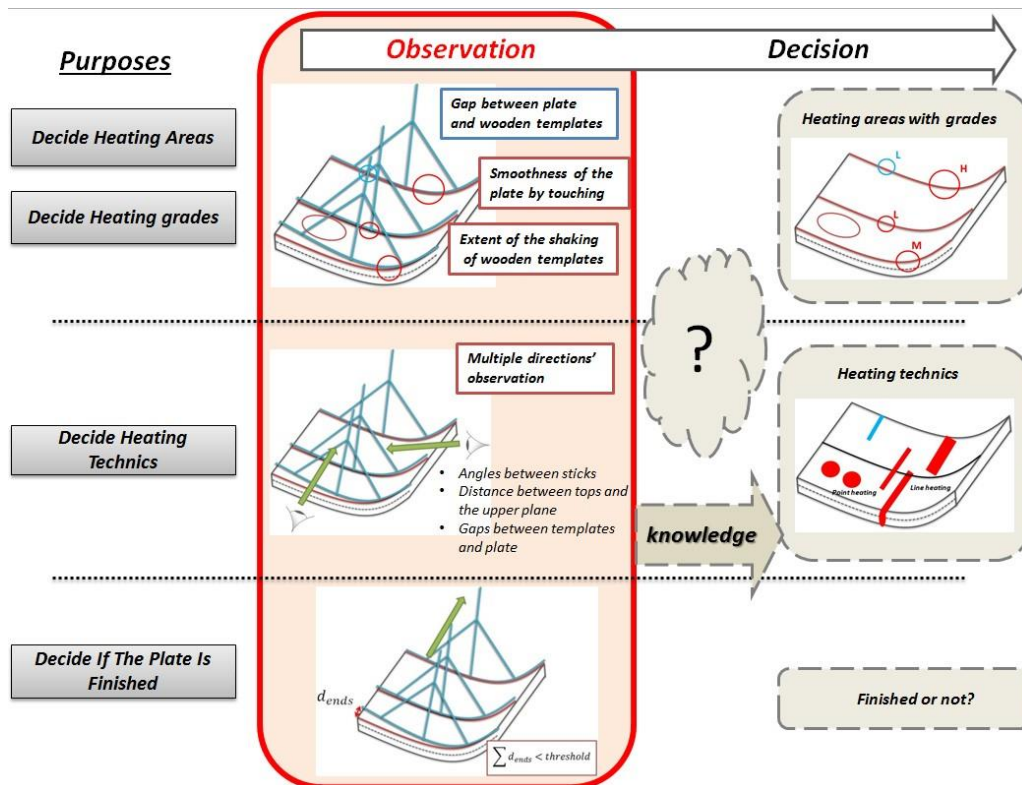 Observation
Decision
Purposes
Decide Heating Areas
Decide Heating grades
Gap between plate
and wooden templates
Smoothness of the
plate by touching
Extent of the shaking
of wooden templates
Heating areas with grades
L
H
L
M
?
Decide Heating
Technics
Multiple directions'
observation
• Angles between sticks
• Distance between tops and
the upper plane
• Gaps between templates
and plate
knowledge
Heating technics
Point heating
Line heating
Decide If The Plate Is
Finished
d_ends
∑ d_ends < threshold
Finished or not?